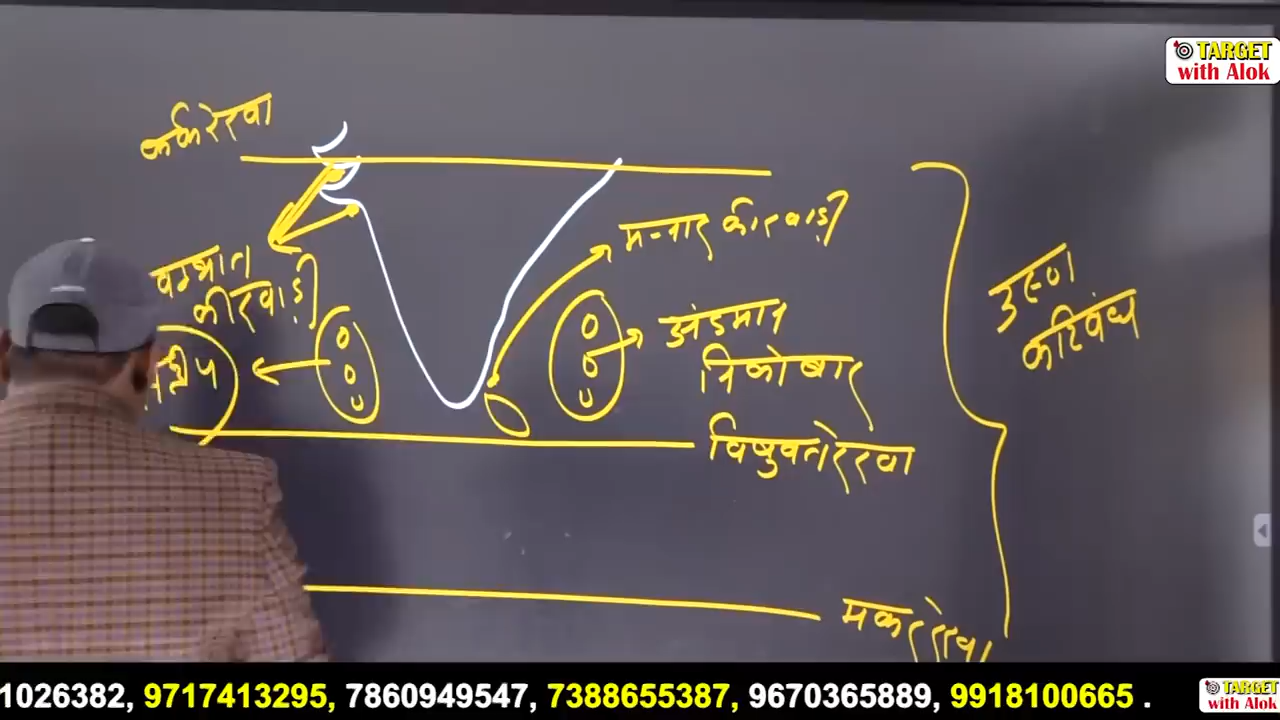 TARGET
with Alok
कर्क रेखा
मन्नार की खाड़ी
खम्भात
की खाड़ी
उष्ण
कटिबंध
अंडमान
निकोबार
द्वीप
विषुवत रेखा
मकर रेखा
1026382, 9717413295, 7860949547, 7388655387, 9670365889, 9918100665 .
TARGET
with Alok